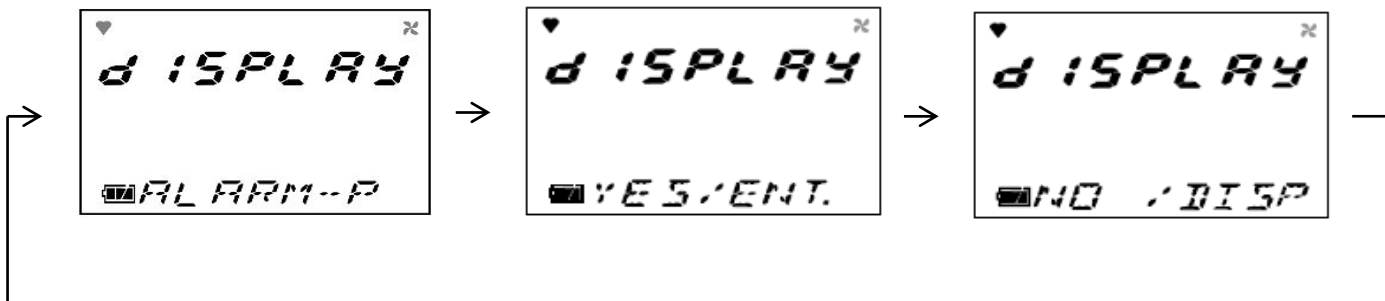 dISPLAY
ALARM--P
dISPLAY
YES/ENT.
dISPLAY
NO /DISP